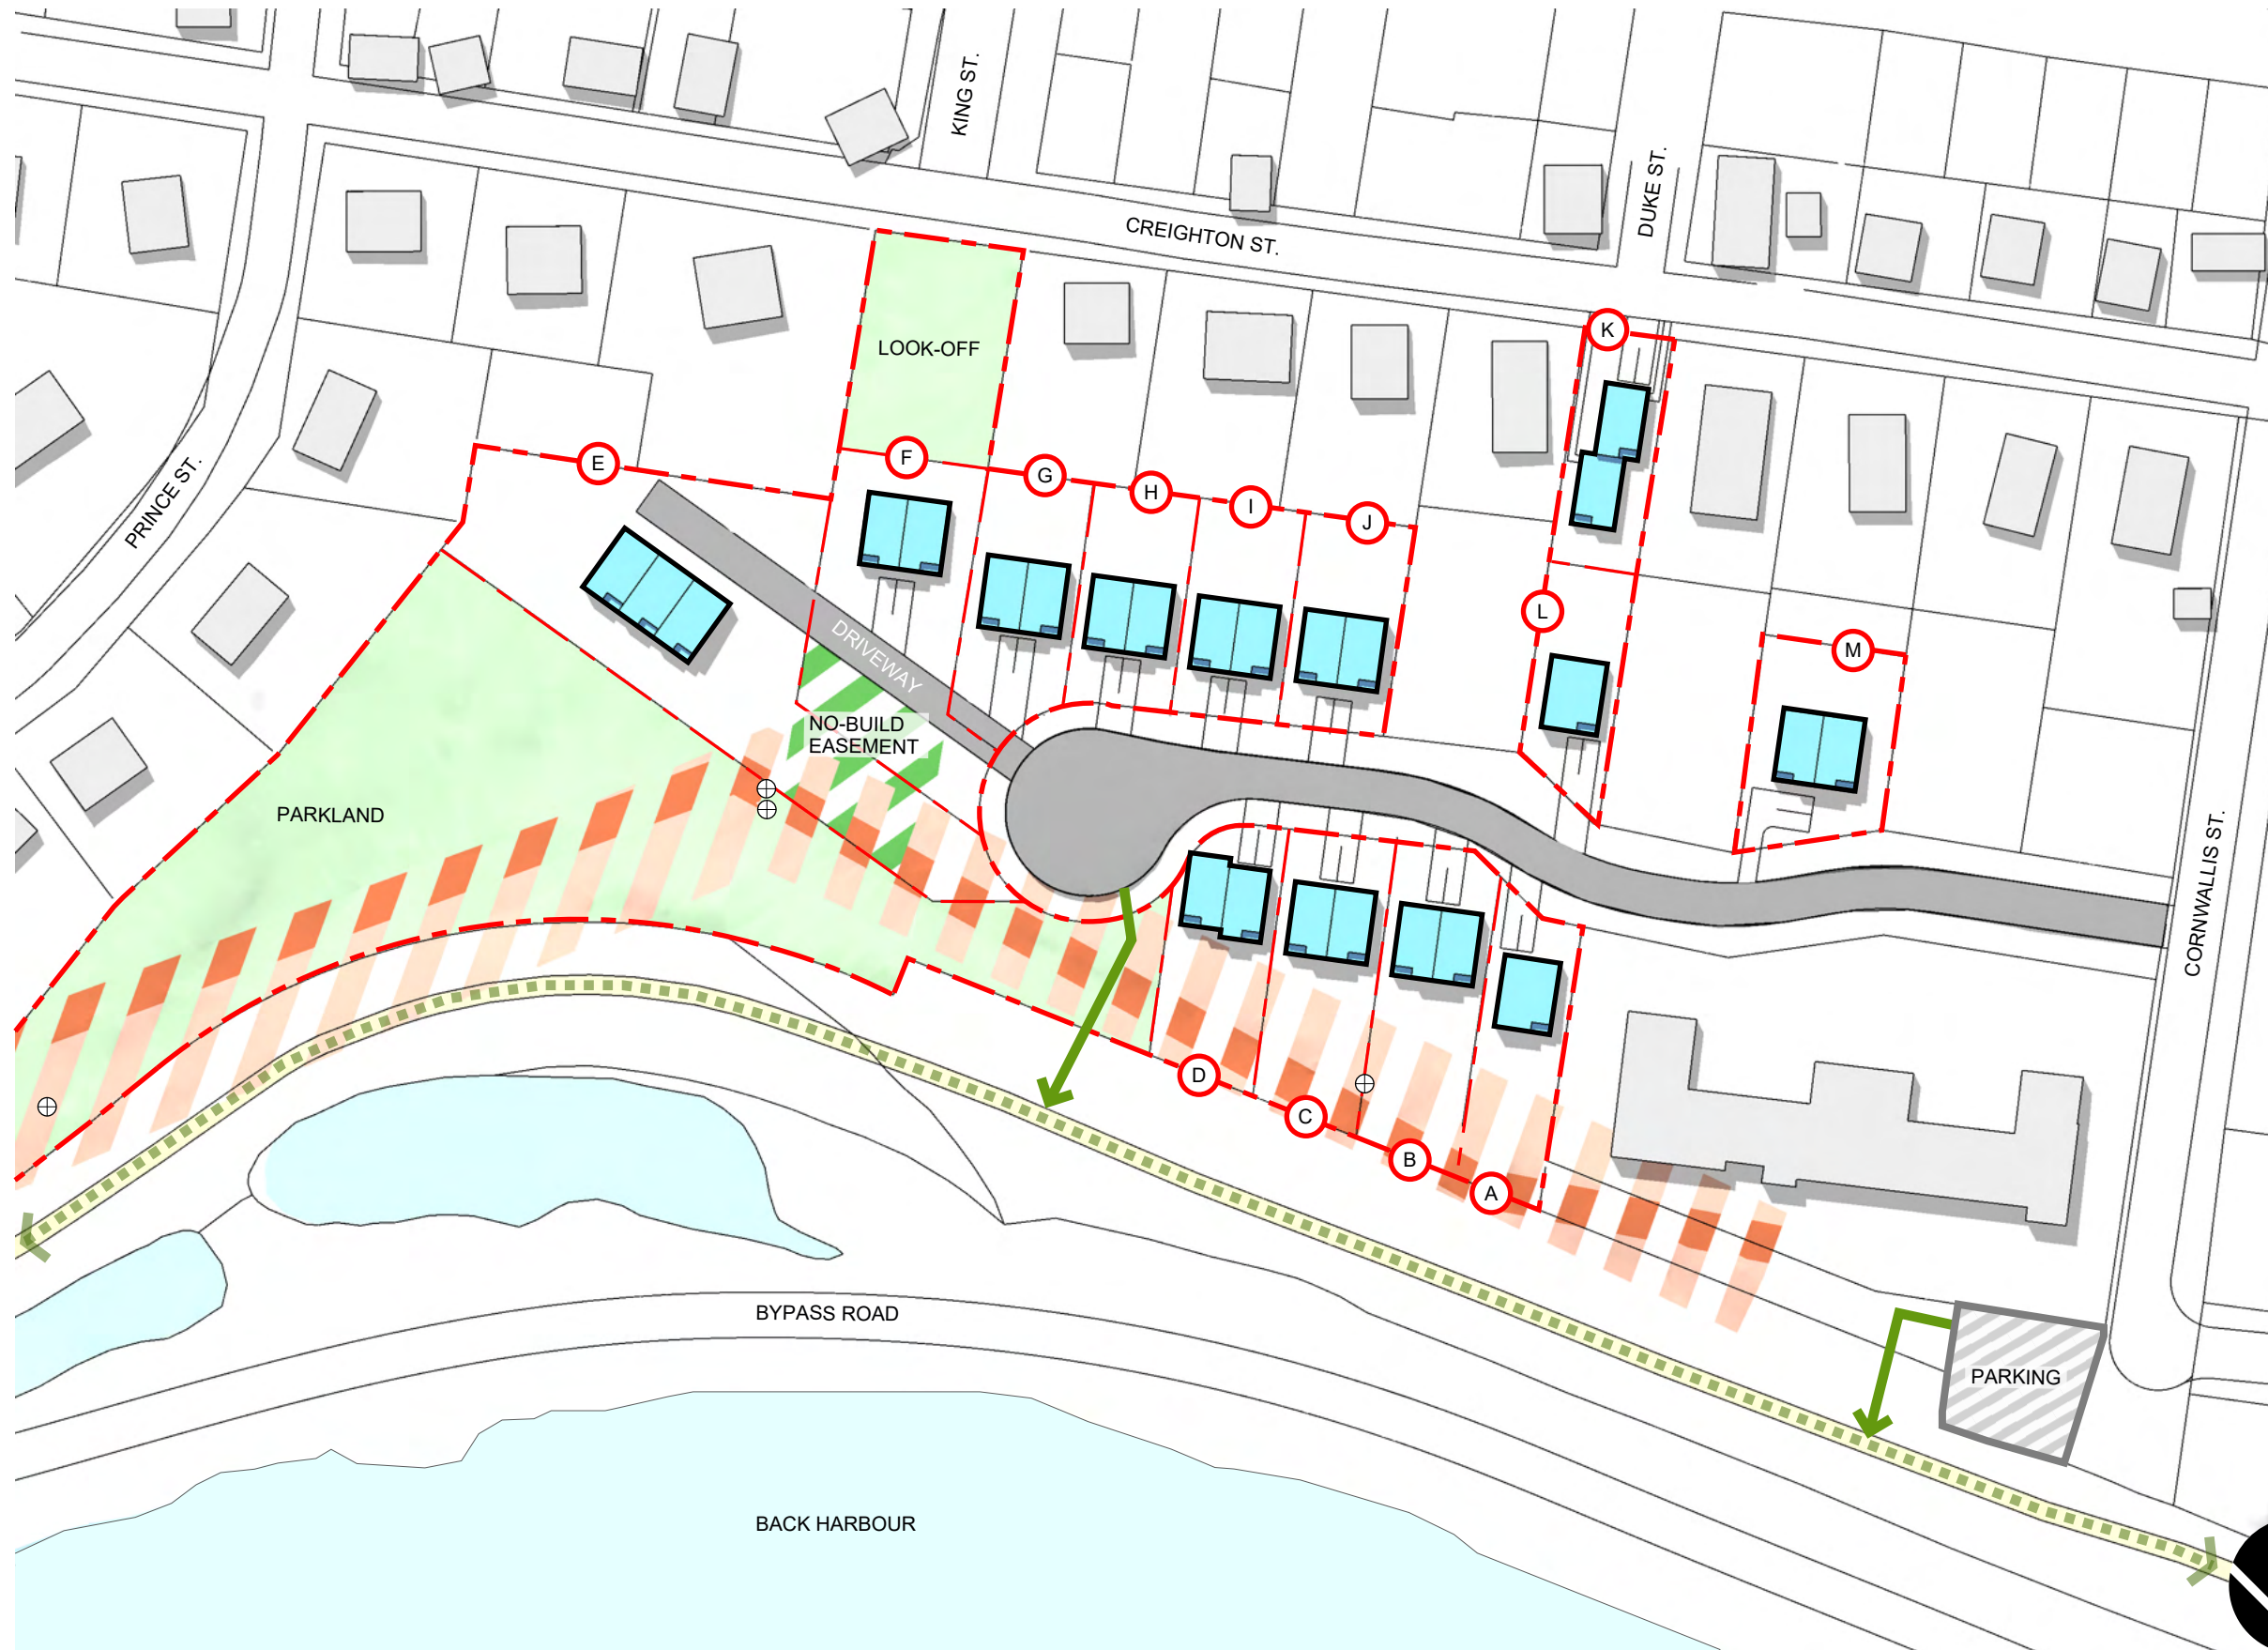 KING ST.
DUKE ST.
CREIGHTON ST.
LOOK-OFF
K
E
F
G
H
I
J
PRINCE ST.
L
M
DRIVEWAY
NO-BUILD
EASEMENT
PARKLAND
CORNWALLIS ST.
D
C
B
A
BYPASS ROAD
PARKING
BACK HARBOUR